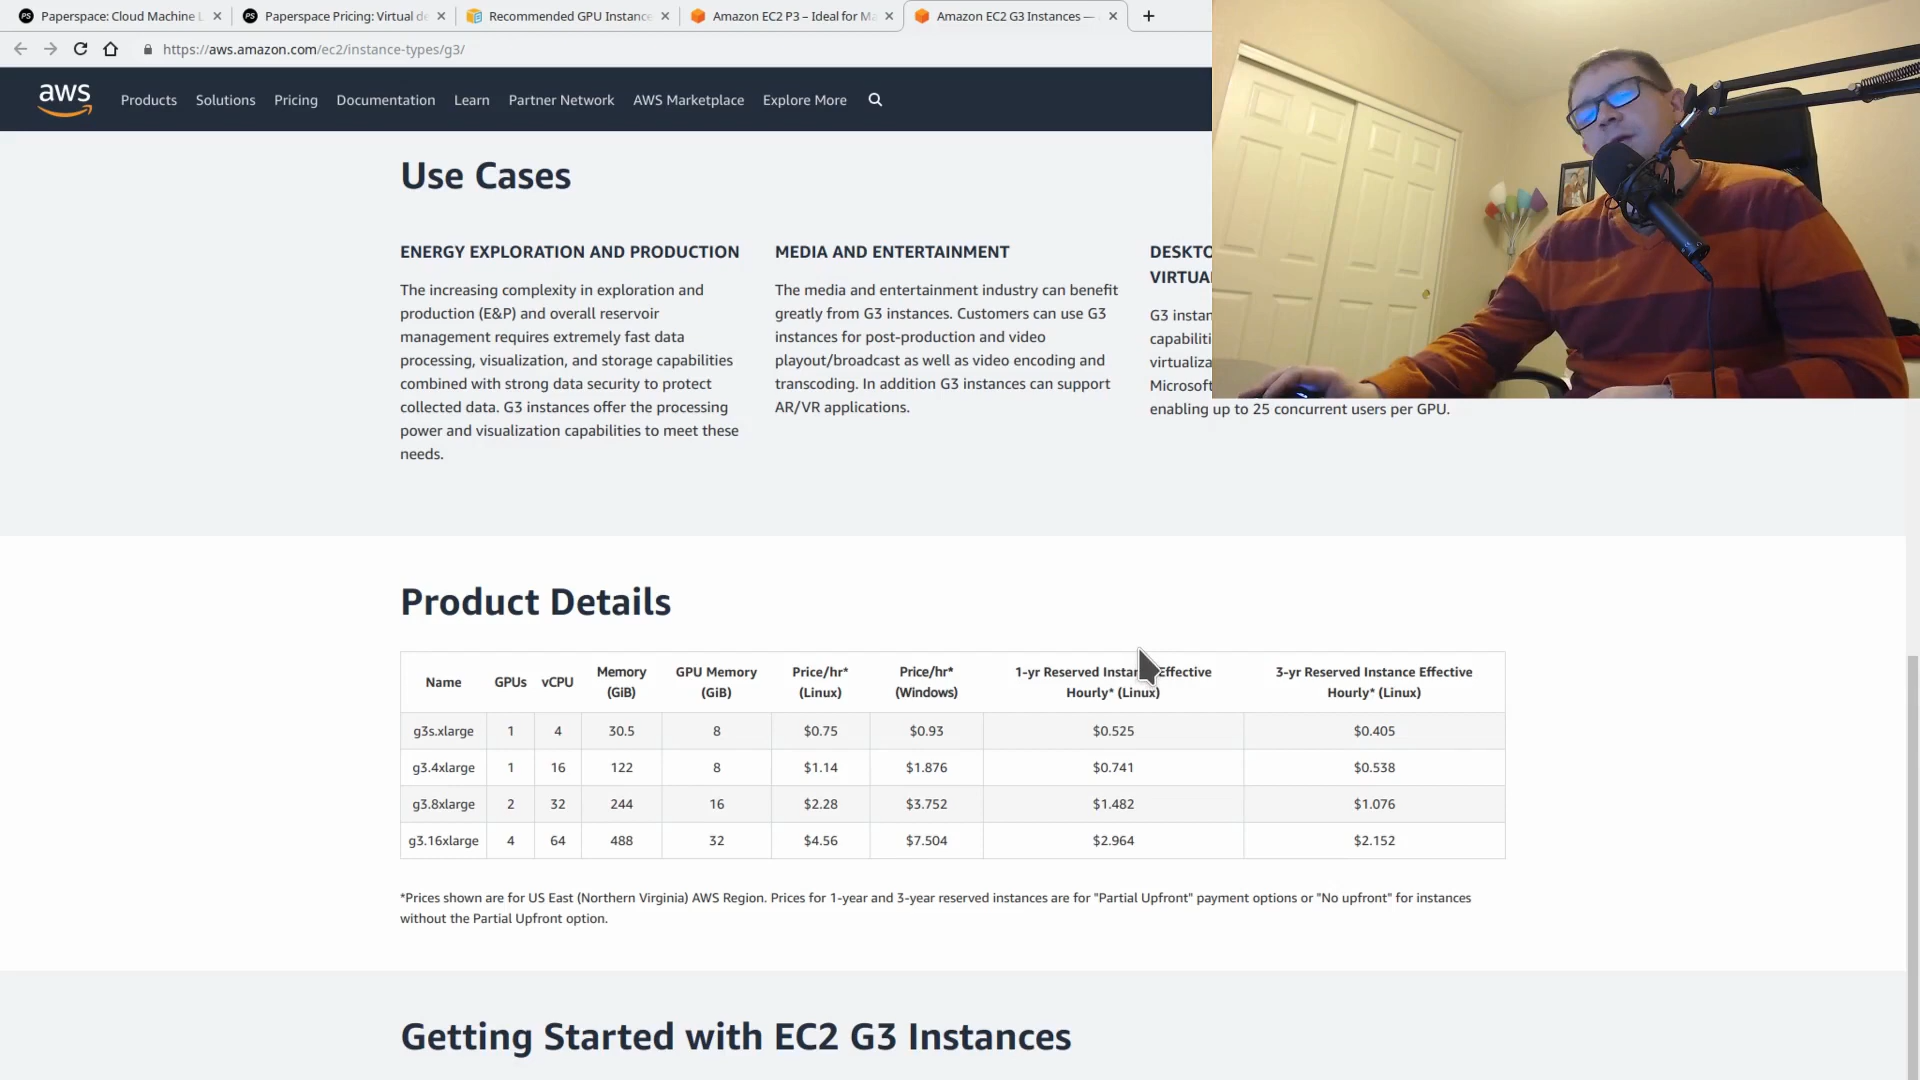 Paperspace: Cloud Machine L
Paperspace Pricing: Virtual de
Recommended GPU Instance
Amazon EC2 P3 – Ideal for Ma
Amazon EC2 G3 Instances —
https://aws.amazon.com/ec2/instance-types/g3/
aws
Products
Solutions
Pricing
Documentation
Learn
Partner Network
AWS Marketplace
Explore More
Use Cases
ENERGY EXPLORATION AND PRODUCTION
The increasing complexity in exploration and
production (E&P) and overall reservoir
management requires extremely fast data
processing, visualization, and storage capabilities
combined with strong data security to protect
collected data. G3 instances offer the processing
power and visualization capabilities to meet these
needs.
MEDIA AND ENTERTAINMENT
The media and entertainment industry can benefit
greatly from G3 instances. Customers can use G3
instances for post-production and video
playout/broadcast as well as video encoding and
transcoding. In addition G3 instances can support
AR/VR applications.
DESKTO
VIRTUA
G3 instan
capabiliti
virtualiza
Microsoft
enabling up to 25 concurrent users per GPU.
Product Details
Name GPUs vCPU Memory (GiB) GPU Memory (GiB) Price/hr* (Linux) Price/hr* (Windows) 1-yr Reserved Instan Effective Hourly* (Linux) 3-yr Reserved Instance Effective Hourly* (Linux)
g3s.xlarge 1 4 30.5 8 $0.75 $0.93 $0.525 $0.405
g3.4xlarge 1 16 122 8 $1.14 $1.876 $0.741 $0.538
g3.8xlarge 2 32 244 16 $2.28 $3.752 $1.482 $1.076
g3.16xlarge 4 64 488 32 $4.56 $7.504 $2.964 $2.152
*Prices shown are for US East (Northern Virginia) AWS Region. Prices for 1-year and 3-year reserved instances are for "Partial Upfront" payment options or "No upfront" for instances
without the Partial Upfront option.
Getting Started with EC2 G3 Instances